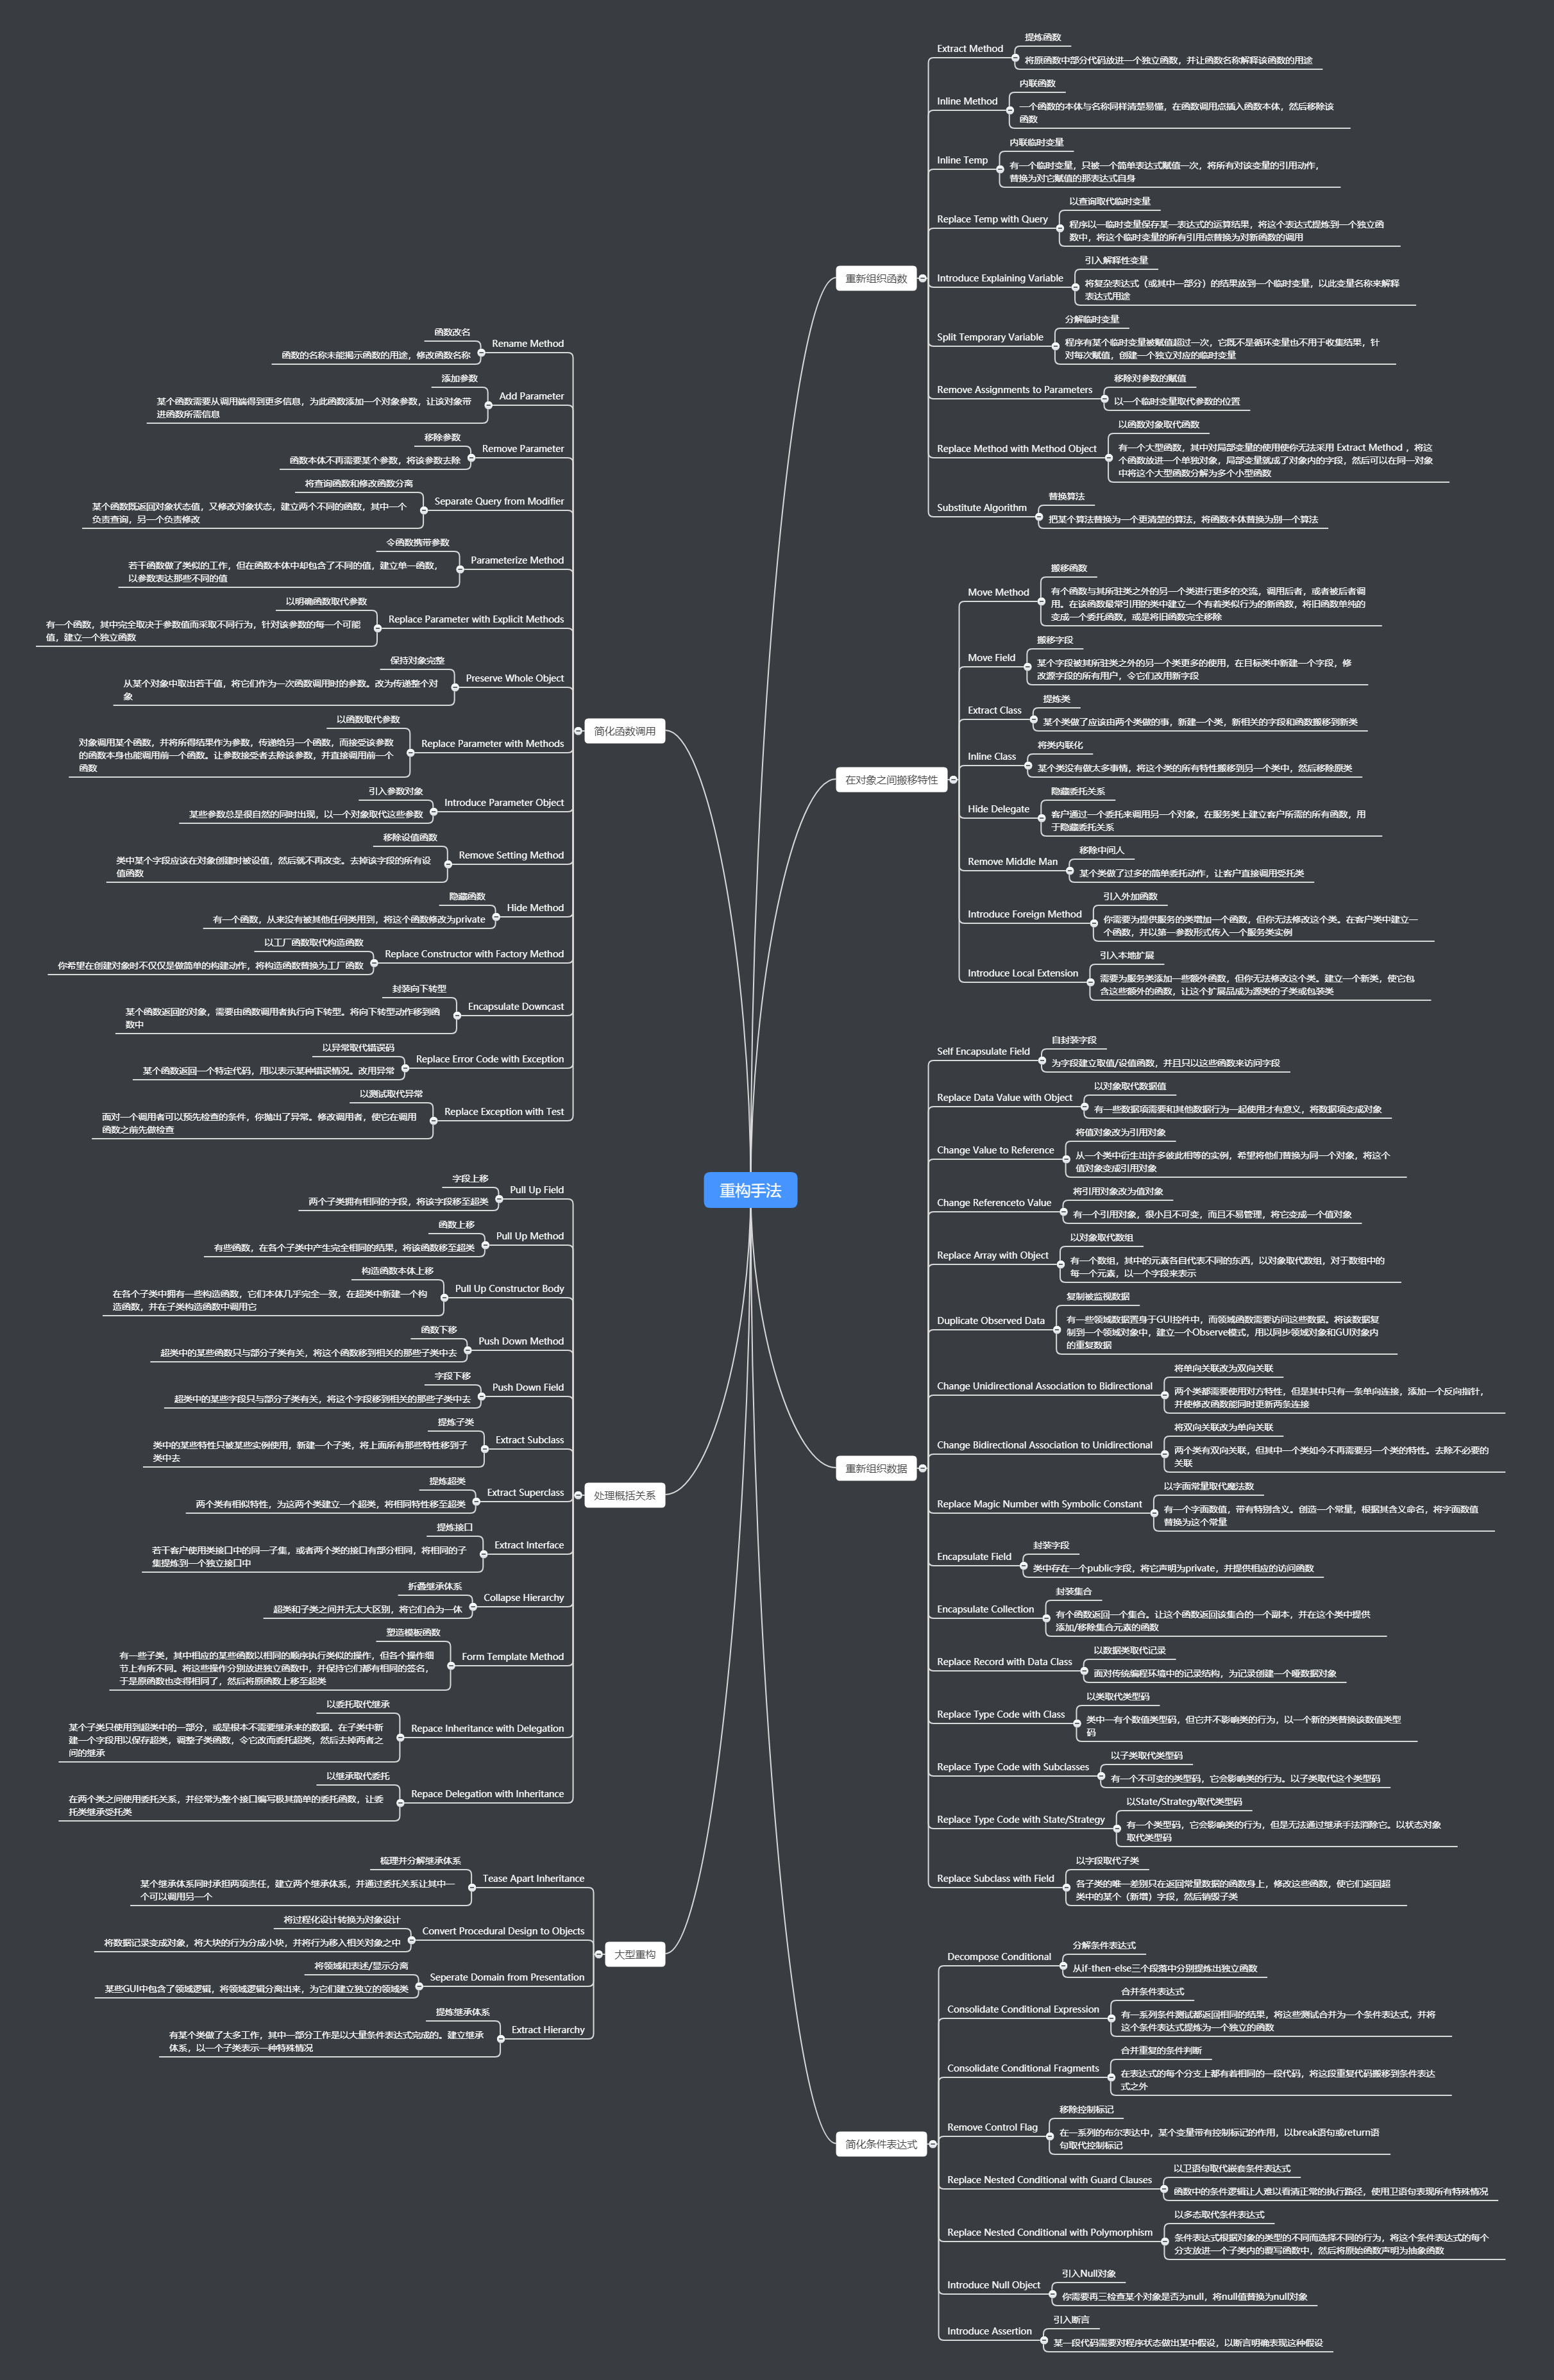 重构手法
重新组织函数
Extract Method
提炼函数
将原函数中部分代码放进一个独立函数，并让函数名称解释该函数的用途
Inline Method
内联函数
一个函数的本体与名称同样清楚易懂，在函数调用点插入函数本体，然后移除该
函数
Inline Temp
内联临时变量
有一个临时变量，只被一个简单表达式赋值一次，将所有对该变量的引用动作，
替换为对它赋值的那表达式自身
Replace Temp with Query
以查询取代临时变量
程序以一临时变量保存某一表达式的运算结果，将这个表达式提炼到一个独立函
数中，将这个临时变量的所有引用点替换为对新函数的调用
Introduce Explaining Variable
引入解释性变量
将复杂表达式（或其中一部分）的结果放到一个临时变量，以此变量名称来解释
表达式用途
Split Temporary Variable
分解临时变量
程序有某个临时变量被赋值超过一次，它既不是循环变量也不用于收集结果，针
对每次赋值，创建一个独立对应的临时变量
Remove Assignments to Parameters
移除对参数的赋值
以一个临时变量取代参数的位置
Replace Method with Method Object
以函数对象取代函数
有一个大型函数，其中对局部变量的使用使你无法采用 Extract Method ，将这
个函数放进一个单独对象，局部变量就成了对象内的字段，然后可以在同一对象
中将这个大型函数分解为多个小型函数
Substitute Algorithm
替换算法
把某个算法替换为一个更清楚的算法，将函数本体替换为别一个算法
在对象之间搬移特性
Move Method
搬移函数
有个函数与其所驻类之外的另一个类进行更多的交流，调用后者，或者被后者调
用。在该函数最常引用的类中建立一个有着类似行为的新函数，将旧函数单纯的
变成一个委托函数，或是将旧函数完全移除
Move Field
搬移字段
某个字段被其所驻类之外的另一个类更多的使用，在目标类中新建一个字段，修
改源字段的所有用户，令它们改用新字段
Extract Class
提炼类
某个类做了应该由两个类做的事，新建一个类，新相关的字段和函数搬移到新类
Inline Class
将类内联化
某个类没有做太多事情，将这个类的所有特性搬移到另一个类中，然后移除原类
Hide Delegate
隐藏委托关系
客户通过一个委托来调用另一个对象，在服务类上建立客户所需的所有函数，用
于隐藏委托关系
Remove Middle Man
移除中间人
某个类做了过多的简单委托动作，让客户直接调用受托类
Introduce Foreign Method
引入外加函数
你需要为提供服务的类增加一个函数，但你无法修改这个类。在客户类中建立一
个函数，并以第一参数形式传入一个服务类实例
Introduce Local Extension
引入本地扩展
需要为服务类添加一些额外函数，但你无法修改这个类。建立一个新类，使它包
含这些额外的函数，让这个扩展品成为源类的子类或包装类
重新组织数据
Self Encapsulate Field
自封装字段
为字段建立取值/设值函数，并且只以这些函数来访问字段
Replace Data Value with Object
以对象取代数据值
有一些数据项需要和其他数据行为一起使用才有意义，将数据项变成对象
Change Value to Reference
将值对象改为引用对象
从一个类中衍生出许多彼此相等的实例，希望将他们替换为同一个对象，将这个
值对象变成引用对象
Change Referenceto Value
将引用对象改为值对象
有一个引用对象，很小且不可变，而且不易管理，将它变成一个值对象
Replace Array with Object
以对象取代数组
有一个数组，其中的元素各自代表不同的东西，以对象取代数组，对于数组中的
每一个元素，以一个字段来表示
Duplicate Observed Data
复制被监视数据
有一些领域数据置身于GUI控件中，而领域函数需要访问这些数据。将该数据复
制到一个领域对象中，建立一个Observe模式，用以同步领域对象和GUI对象内
的重复数据
Change Unidirectional Association to Bidirectional
将单向关联改为双向关联
两个类都需要使用对方特性，但是其中只有一条单向连接，添加一个反向指针，
并使修改函数能同时更新两条连接
Change Bidirectional Association to Unidirectional
将双向关联改为单向关联
两个类有双向关联，但其中一个类如今不再需要另一个类的特性。去除不必要的
关联
Replace Magic Number with Symbolic Constant
以字面常量取代魔法数
有一个字面数值，带有特别含义。创造一个常量，根据其含义命名，将字面数值
替换为这个常量
Encapsulate Field
封装字段
类中存在一个public字段，将它声明为private，并提供相应的访问函数
Encapsulate Collection
封装集合
有个函数返回一个集合。让这个函数返回该集合的一个副本，并在这个类中提供
添加/移除集合元素的函数
Replace Record with Data Class
以数据类取代记录
面对传统编程环境中的记录结构，为记录创建一个哑数据对象
Replace Type Code with Class
以类取代类型码
类中一有个数值类型码，但它并不影响类的行为，以一个新的类替换该数值类型
码
Replace Type Code with Subclasses
以子类取代类型码
有一个不可变的类型码，它会影响类的行为。以子类取代这个类型码
Replace Type Code with State/Strategy
以State/Strategy取代类型码
有一个类型码，它会影响类的行为，但是无法通过继承手法消除它。以状态对象
取代类型码
Replace Subclass with Field
以字段取代子类
各子类的唯一差别只在返回常量数据的函数身上，修改这些函数，使它们返回超
类中的某个（新增）字段，然后销毁子类
简化条件表达式
Decompose Conditional
分解条件表达式
从if-then-else三个段落中分别提炼出独立函数
Consolidate Conditional Expression
合并条件表达式
有一系列条件测试都返回相同的结果，将这些测试合并为一个条件表达式，并将
这个条件表达式提炼为一个独立的函数
Consolidate Conditional Fragments
合并重复的条件判断
在表达式的每个分支上都有着相同的一段代码，将这段重复代码搬移到条件表达
式之外
Remove Control Flag
移除控制标记
在一系列的布尔表达中，某个变量带有控制标记的作用，以break语句或return语
句取代控制标记
Replace Nested Conditional with Guard Clauses
以卫语句取代嵌套条件表达式
函数中的条件逻辑让人难以看清正常的执行路径，使用卫语句表现所有特殊情况
Replace Nested Conditional with Polymorphism
以多态取代条件表达式
条件表达式根据对象的类型的不同而选择不同的行为，将这个条件表达式的每个
分支放进一个子类内的覆写函数中，然后将原始函数声明为抽象函数
Introduce Null Object
引入Null对象
你需要再三检查某个对象是否为null，将null值替换为null对象
Introduce Assertion
引入断言
某一段代码需要对程序状态做出某中假设，以断言明确表现这种假设
简化函数调用
Rename Method
函数改名
函数的名称未能揭示函数的用途，修改函数名称
Add Parameter
添加参数
某个函数需要从调用端得到更多信息，为此函数添加一个对象参数，让该对象带
进函数所需信息
Remove Parameter
移除参数
函数本体不再需要某个参数，将该参数去除
Separate Query from Modifier
将查询函数和修改函数分离
某个函数既返回对象状态值，又修改对象状态，建立两个不同的函数，其中一个
负责查询，另一个负责修改
Parameterize Method
令函数携带参数
若干函数做了类似的工作，但在函数本体中却包含了不同的值，建立单一函数，
以参数表达那些不同的值
Replace Parameter with Explicit Methods
以明确函数取代参数
有一个函数，其中完全取决于参数值而采取不同行为，针对该参数的每一个可能
值，建立一个独立函数
Preserve Whole Object
保持对象完整
从某个对象中取出若干值，将它们作为一次函数调用时的参数。改为传递整个对
象
Replace Parameter with Methods
以函数取代参数
对象调用某个函数，并将所得结果作为参数，传递给另一个函数，而接受该参数
的函数本身也能调用前一个函数。让参数接受者去除该参数，并直接调用前一个
函数
Introduce Parameter Object
引入参数对象
某些参数总是很自然的同时出现，以一个对象取代这些参数
Remove Setting Method
移除设值函数
类中某个字段应该在对象创建时被设值，然后就不再改变。去掉该字段的所有设
值函数
Hide Method
隐藏函数
有一个函数，从来没有被其他任何类用到，将这个函数修改为private
Replace Constructor with Factory Method
以工厂函数取代构造函数
你希望在创建对象时不仅仅是做简单的构建动作，将构造函数替换为工厂函数
Encapsulate Downcast
封装向下转型
某个函数返回的对象，需要由函数调用者执行向下转型。将向下转型动作移到函
数中
Replace Error Code with Exception
以异常取代错误码
某个函数返回一个特定代码，用以表示某种错误情况。改用异常
Replace Exception with Test
以测试取代异常
面对一个调用者可以预先检查的条件，你抛出了异常。修改调用者，使它在调用
函数之前先做检查
处理概括关系
Pull Up Field
字段上移
两个子类拥有相同的字段，将该字段移至超类
Pull Up Method
函数上移
有些函数，在各个子类中产生完全相同的结果，将该函数移至超类
Pull Up Constructor Body
构造函数本体上移
在各个子类中拥有一些构造函数，它们本体几乎完全一致，在超类中新建一个构
造函数，并在子类构造函数中调用它
Push Down Method
函数下移
超类中的某些函数只与部分子类有关，将这个函数移到相关的那些子类中去
Push Down Field
字段下移
超类中的某些字段只与部分子类有关，将这个字段移到相关的那些子类中去
Extract Subclass
提炼子类
类中的某些特性只被某些实例使用，新建一个子类，将上面所有那些特性移到子
类中去
Extract Superclass
提炼超类
两个类有相似特性，为这两个类建立一个超类，将相同特性移至超类
Extract Interface
提炼接口
若干客户使用类接口中的同一子集，或者两个类的接口有部分相同，将相同的子
集提炼到一个独立接口中
Collapse Hierarchy
折叠继承体系
超类和子类之间并无太大区别，将它们合为一体
Form Template Method
塑造模板函数
有一些子类，其中相应的某些函数以相同的顺序执行类似的操作，但各个操作细
节上有所不同。将这些操作分别放进独立函数中，并保持它们都有相同的签名，
于是原函数也变得相同了，然后将原函数上移至超类
Repace Inheritance with Delegation
以委托取代继承
某个子类只使用到超类中的一部分，或是根本不需要继承来的数据。在子类中新
建一个字段用以保存超类，调整子类函数，令它改而委托超类，然后去掉两者之
间的继承
Repace Delegation with Inheritance
以继承取代委托
在两个类之间使用委托关系，并经常为整个接口编写极其简单的委托函数，让委
托类继承受托类
大型重构
Tease Apart Inheritance
梳理并分解继承体系
某个继承体系同时承担两项责任，建立两个继承体系，并通过委托关系让其中一
个可以调用另一个
Convert Procedural Design to Objects
将过程化设计转换为对象设计
将数据记录变成对象，将大块的行为分成小块，并将行为移入相关对象之中
Seperate Domain from Presentation
将领域和表述/显示分离
某些GUI中包含了领域逻辑，将领域逻辑分离出来，为它们建立独立的领域类
Extract Hierarchy
提炼继承体系
有某个类做了太多工作，其中一部分工作是以大量条件表达式完成的。建立继承
体系，以一个子类表示一种特殊情况